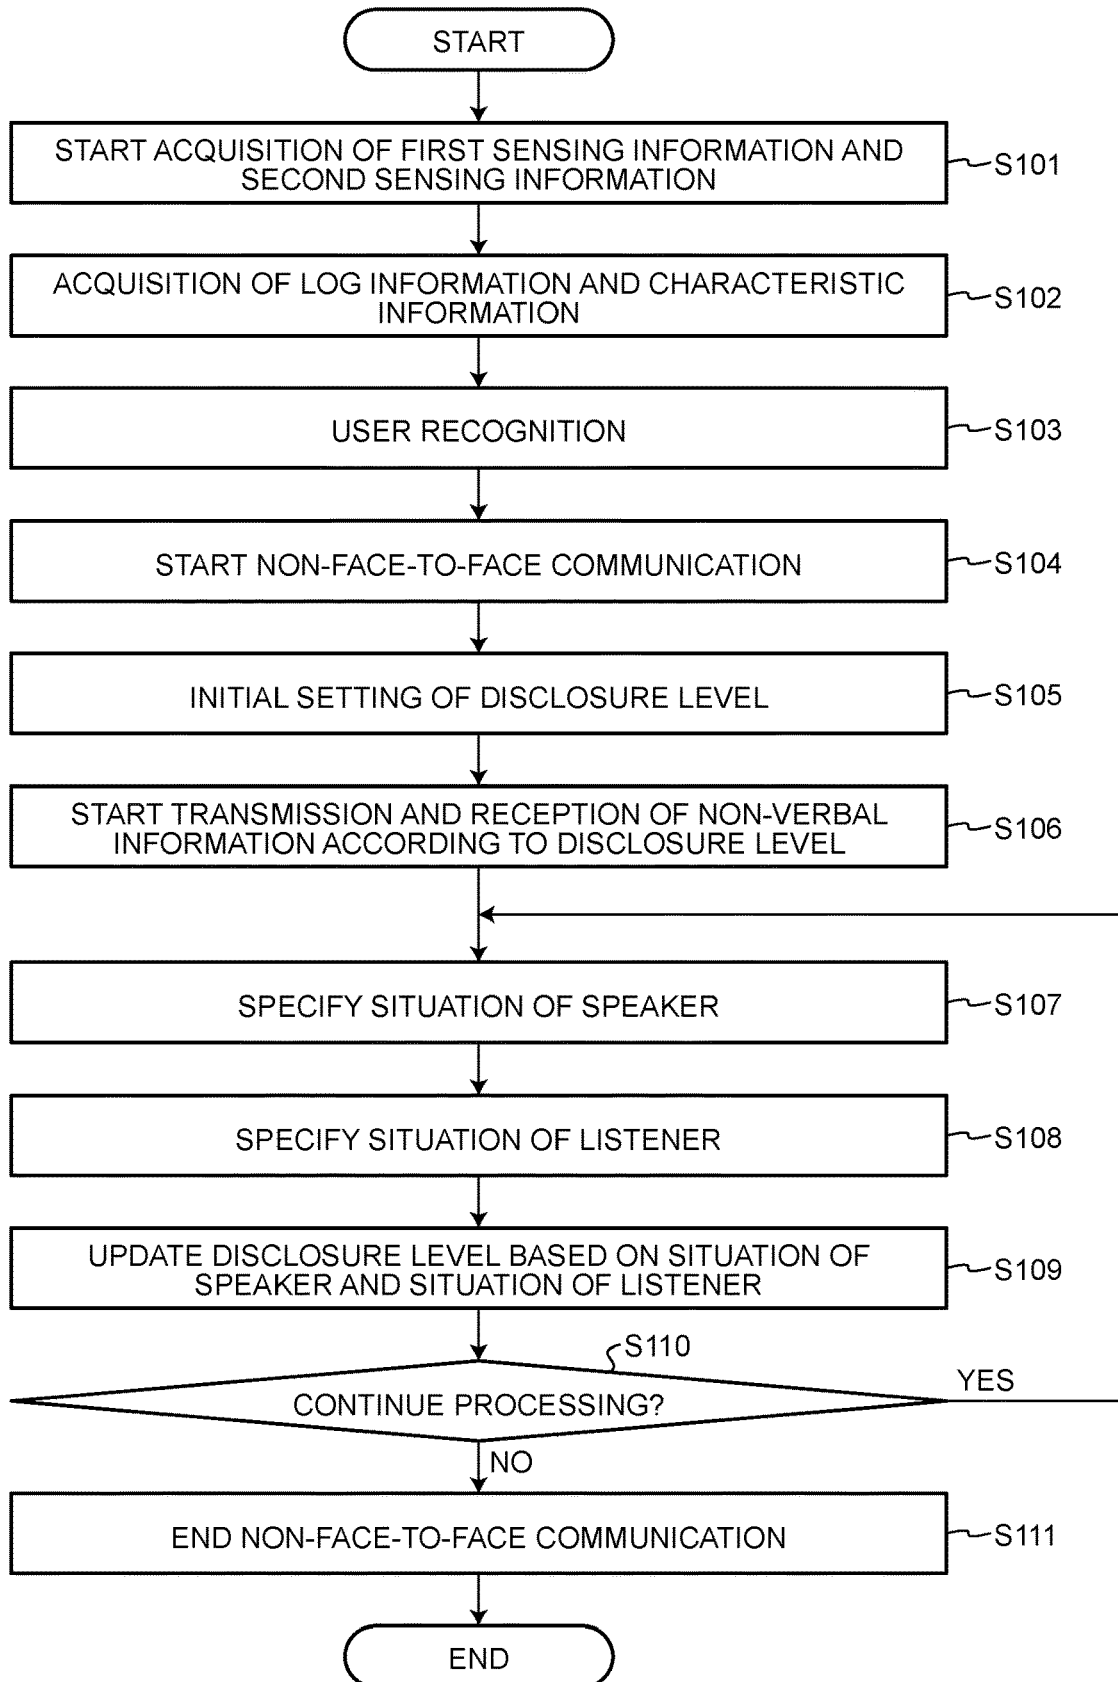 START
START ACQUISITION OF FIRST SENSING INFORMATION AND
SECOND SENSING INFORMATION
S101
ACQUISITION OF LOG INFORMATION AND CHARACTERISTIC
INFORMATION
S102
USER RECOGNITION
S103
START NON-FACE-TO-FACE COMMUNICATION
S104
INITIAL SETTING OF DISCLOSURE LEVEL
S105
START TRANSMISSION AND RECEPTION OF NON-VERBAL
INFORMATION ACCORDING TO DISCLOSURE LEVEL
S106
SPECIFY SITUATION OF SPEAKER
S107
SPECIFY SITUATION OF LISTENER
S108
UPDATE DISCLOSURE LEVEL BASED ON SITUATION OF
SPEAKER AND SITUATION OF LISTENER
S109
S110
CONTINUE PROCESSING?
YES
NO
END NON-FACE-TO-FACE COMMUNICATION
S111
END